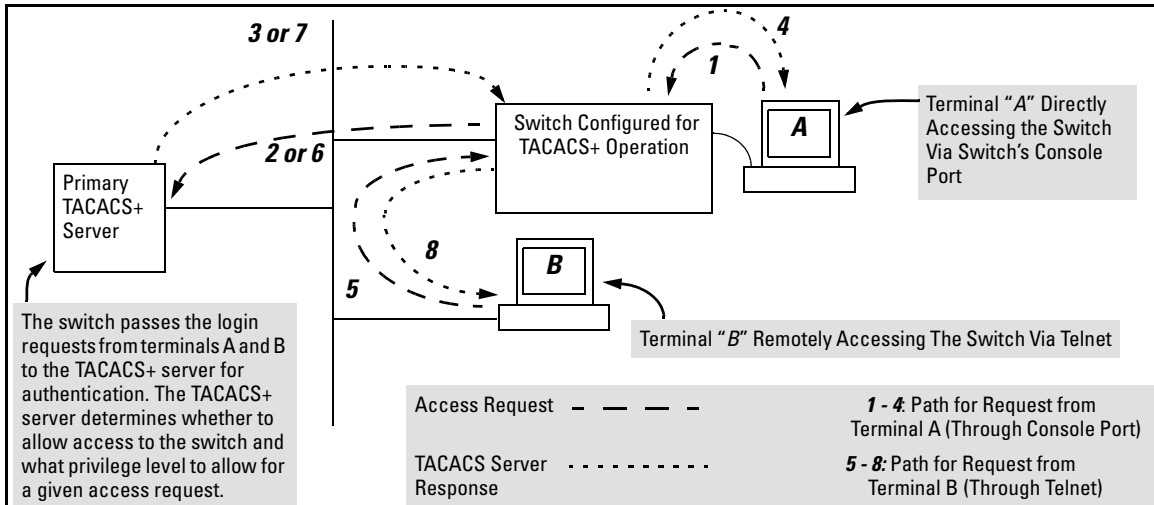 3 or 7
4
1
Switch Configured for
TACACS+ Operation
A
Terminal “A” Directly
Accessing the Switch
Via Switch’s Console
Port
2 or 6
Primary
TACACS+
Server
8
5
B
Terminal “B” Remotely Accessing The Switch Via Telnet
The switch passes the login
requests from terminals A and B
to the TACACS+ server for
authentication. The TACACS+
server determines whether to
allow access to the switch and
what privilege level to allow for
a given access request.
Access Request
1 - 4: Path for Request from
Terminal A (Through Console Port)
TACACS Server
Response
5 - 8: Path for Request from
Terminal B (Through Telnet)